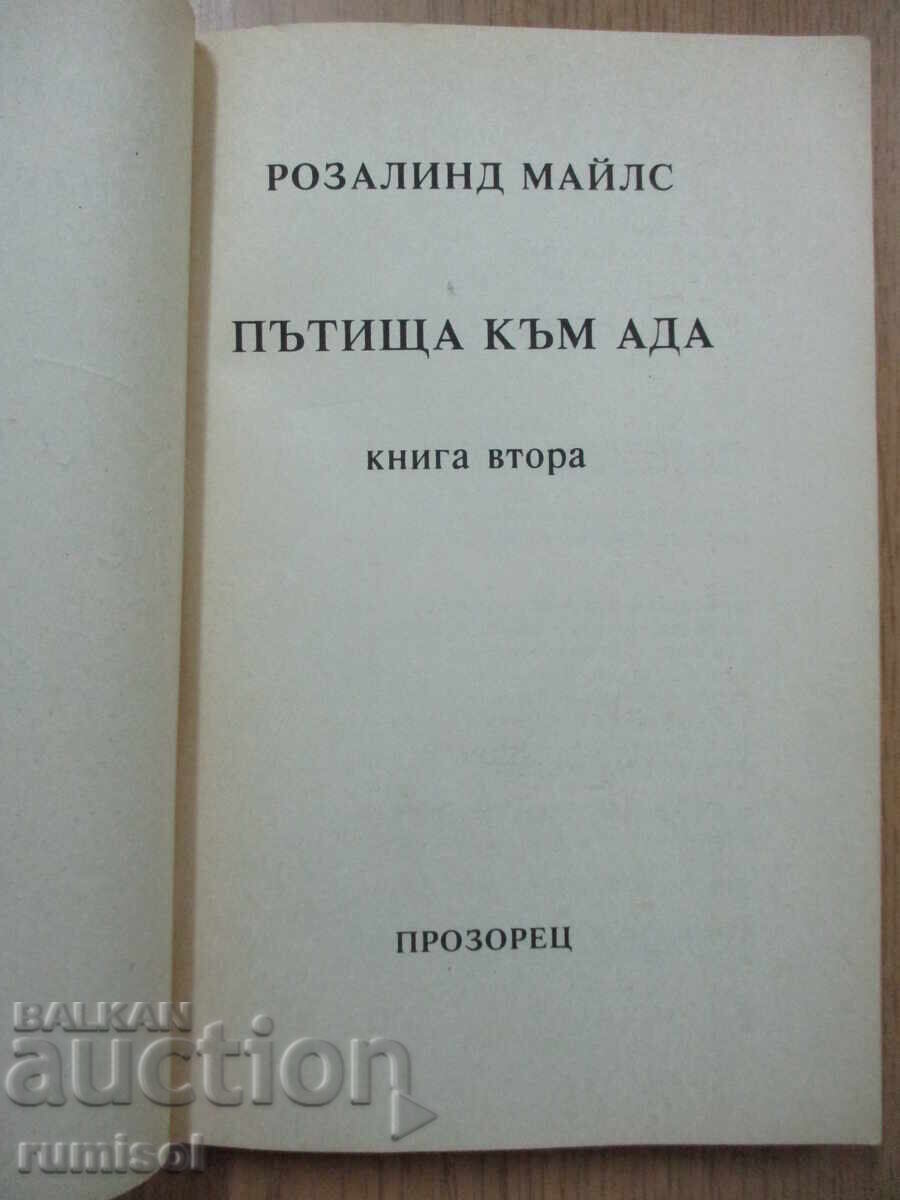 РОЗАЛИНД МАЙЛС
ПЪТИЩА КЪМ АДА
книга втора
ПРОЗОРЕЦ
BALKAN
auction
rumisol